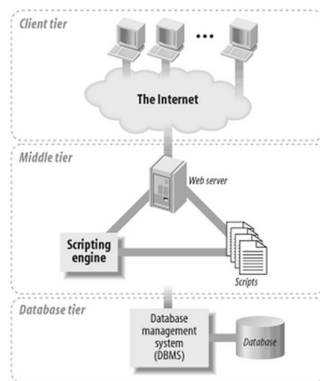 Client tier
The Internet
Middle tier
Web server
Scripting
engine
Scripts
Database tier
Database
management
system
(DBMS)
Database